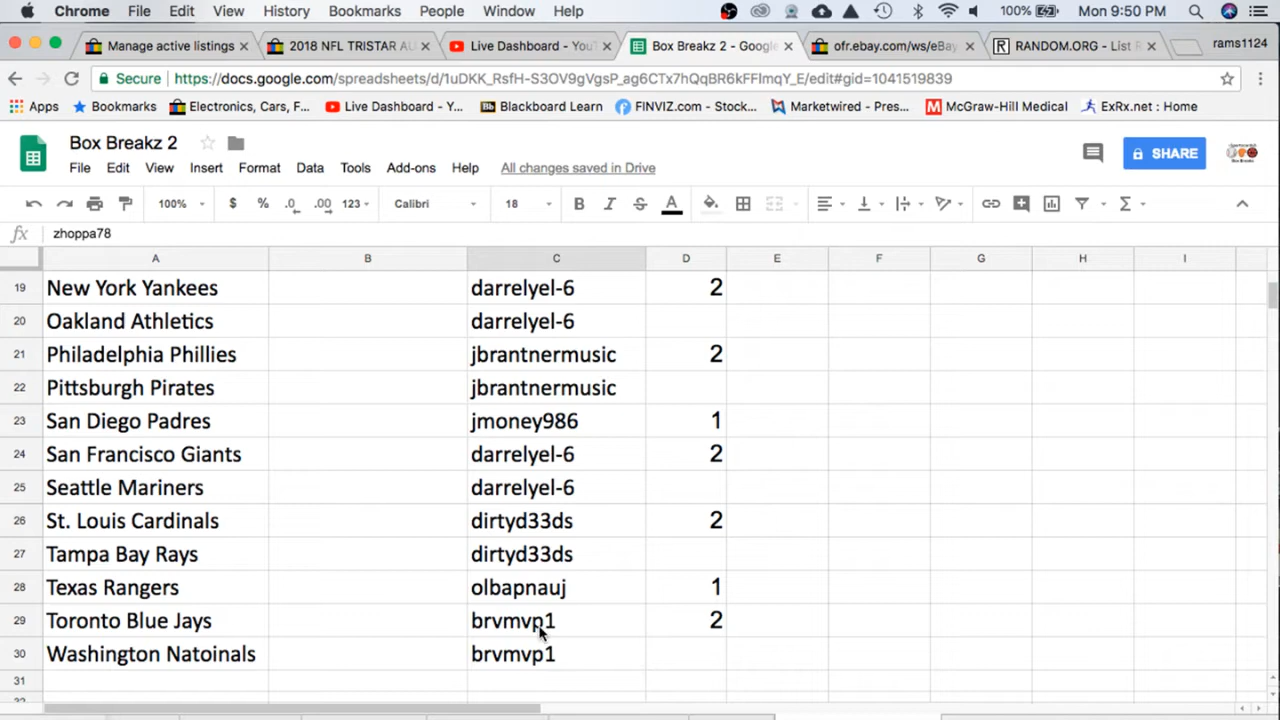 Chrome File Edit View History Bookmarks People Window Help 100% Mon 9:50 PM
Manage active listings 2018 NFL TRISTAR AU Live Dashboard - YouT Box Breakz 2 - Google ofr.ebay.com/ws/eBay RANDOM.ORG - List R rams1124
Secure https://docs.google.com/spreadsheets/d/1uDKK_RsfH-S3OV9gVgsP_ag6CTx7hQqBR6kFFImqY_E/edit#gid=1041519839
Apps Bookmarks Electronics, Cars, F... Live Dashboard - Y... Blackboard Learn FINVIZ.com - Stock... Marketwired - Pres... McGraw-Hill Medical ExRx.net : Home
Box Breakz 2
File Edit View Insert Format Data Tools Add-ons Help All changes saved in Drive SHARE
100% $ % .0 .00 123 Calibri 18 B I S A
fx zhoppa78
A B C D E F G H I
19 New York Yankees darrelyel-6 2
20 Oakland Athletics darrelyel-6
21 Philadelphia Phillies jbrantnermusic 2
22 Pittsburgh Pirates jbrantnermusic
23 San Diego Padres jmoney986 1
24 San Francisco Giants darrelyel-6 2
25 Seattle Mariners darrelyel-6
26 St. Louis Cardinals dirtyd33ds 2
27 Tampa Bay Rays dirtyd33ds
28 Texas Rangers olbapnauj 1
29 Toronto Blue Jays brvmvp1 2
30 Washington Natoinals brvmvp1
31